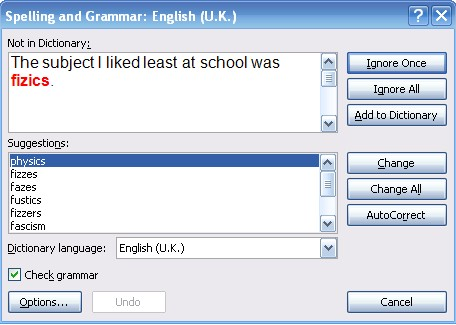 Spelling and Grammar: English (U.K.)
Not in Dictionary:
The subject I liked least at school was
fizics.
Ignore Once
Ignore All
Add to Dictionary
Suggestions:
physics
fizzes
fazes
fustics
fizzers
fascism
Change
Change All
AutoCorrect
Dictionary language:
English (U.K.)
Check grammar
Options...
Undo
Cancel